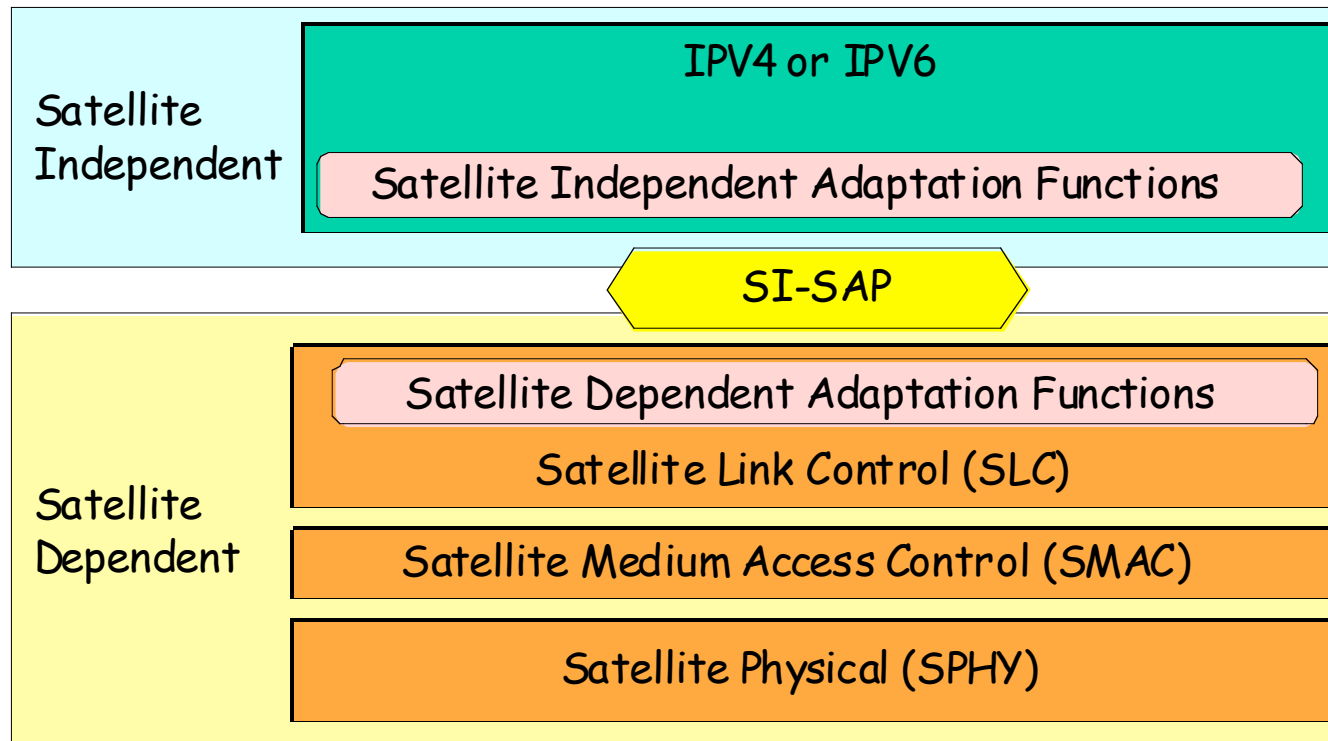 IPV4 or IPV6
Satellite
Independent
Satellite Independent Adaptation Functions
SI-SAP
Satellite Dependent Adaptation Functions
Satellite Link Control (SLC)
Satellite
Dependent
Satellite Medium Access Control (SMAC)
Satellite Physical (SPHY)